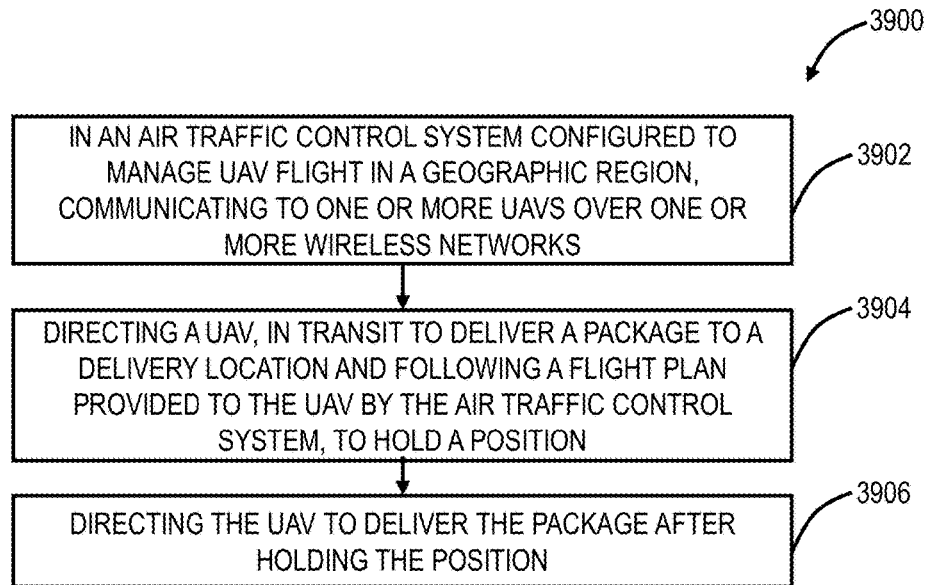 3900
IN AN AIR TRAFFIC CONTROL SYSTEM CONFIGURED TO
MANAGE UAV FLIGHT IN A GEOGRAPHIC REGION,
COMMUNICATING TO ONE OR MORE UAVS OVER ONE OR
MORE WIRELESS NETWORKS
3902
DIRECTING A UAV, IN TRANSIT TO DELIVER A PACKAGE TO A
DELIVERY LOCATION AND FOLLOWING A FLIGHT PLAN
PROVIDED TO THE UAV BY THE AIR TRAFFIC CONTROL
SYSTEM, TO HOLD A POSITION
3904
DIRECTING THE UAV TO DELIVER THE PACKAGE AFTER
HOLDING THE POSITION
3906